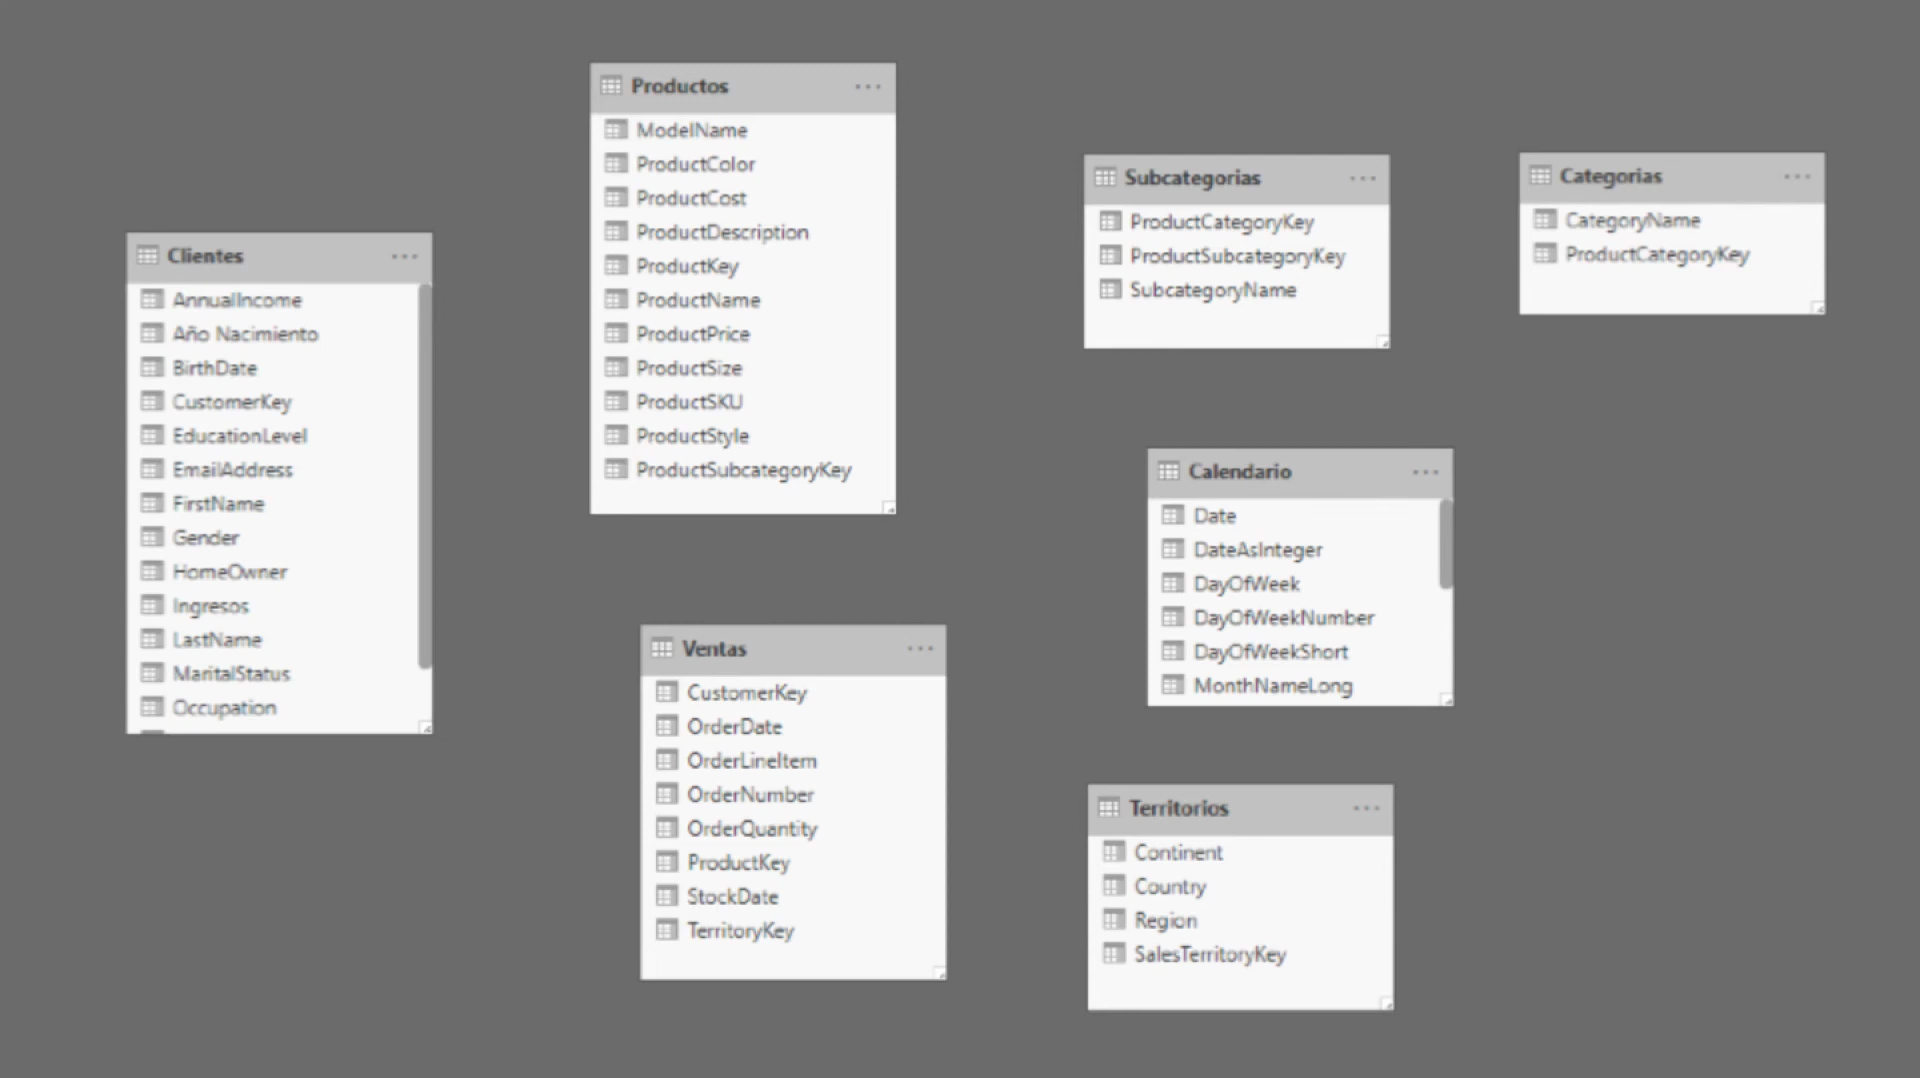 Clientes
AnnualIncome
Año Nacimiento
BirthDate
CustomerKey
EducationLevel
EmailAddress
FirstName
Gender
HomeOwner
Ingresos
LastName
MaritalStatus
Occupation
Productos
ModelName
ProductColor
ProductCost
ProductDescription
ProductKey
ProductName
ProductPrice
ProductSize
ProductSKU
ProductStyle
ProductSubcategoryKey
Ventas
CustomerKey
OrderDate
OrderLineItem
OrderNumber
OrderQuantity
ProductKey
StockDate
TerritoryKey
Subcategorias
ProductCategoryKey
ProductSubcategoryKey
SubcategoryName
Categorias
CategoryName
ProductCategoryKey
Calendario
Date
DateAsInteger
DayOfWeek
DayOfWeekNumber
DayOfWeekShort
MonthNameLong
Territorios
Continent
Country
Region
SalesTerritoryKey